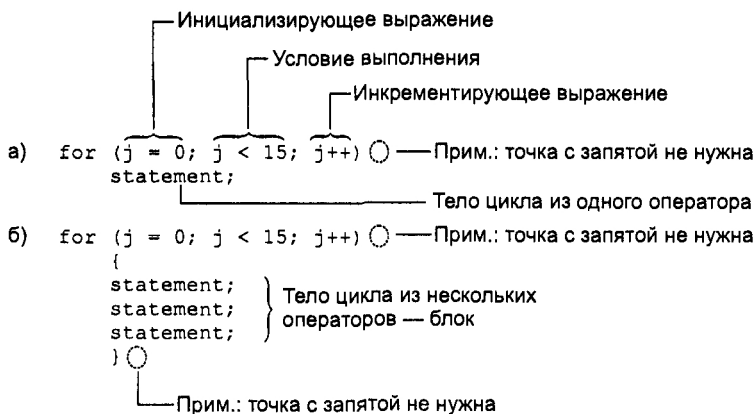 Инициализирующее выражение
Условие выполнения
Инкрементирующее выражение
а) for (j = 0; j < 15; j++) Прим.: точка с запятой не нужна
statement;
Тело цикла из одного оператора
б) for (j = 0; j < 15; j++) Прим.: точка с запятой не нужна
{
statement;
statement; Тело цикла из нескольких
statement; операторов — блок
}
Прим.: точка с запятой не нужна